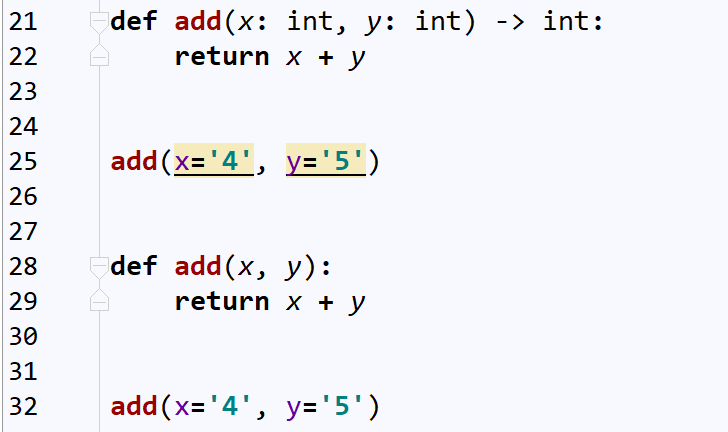 21 def add(x: int, y: int) -> int:
22     return x + y
23
24
25 add(x='4', y='5')
26
27
28 def add(x, y):
29     return x + y
30
31
32 add(x='4', y='5')